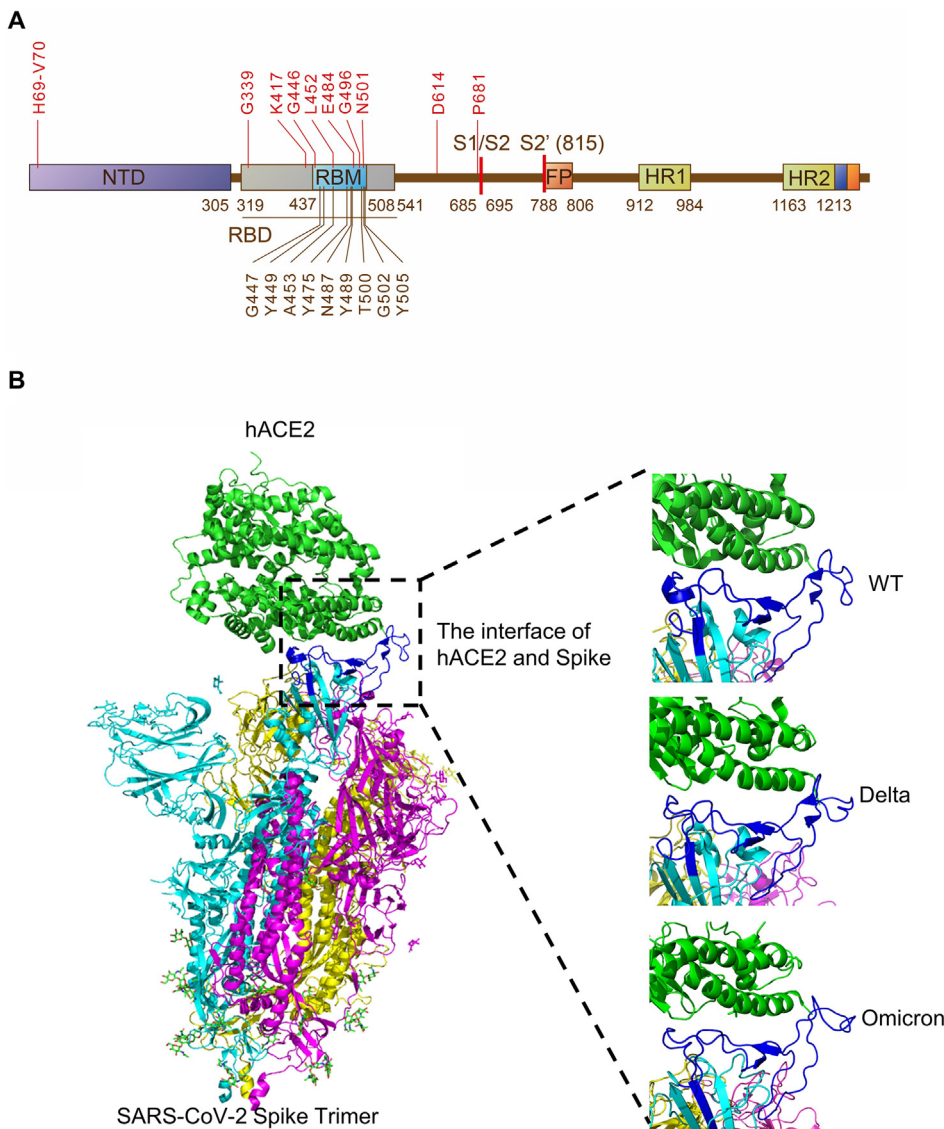 A
H69-V70
G339
K417
G446
L452
E484
G496
N501
D614
P681
S1/S2
S2' (815)
NTD
RBM
FP
HR1
HR2
305
319
437
508
541
685
695
788
806
912
984
1163
1213
RBD
G447
Y449
A453
Y475
N487
Y489
T500
G502
Y505
B
hACE2
The interface of
hACE2 and Spike
WT
Delta
Omicron
SARS-CoV-2 Spike Trimer